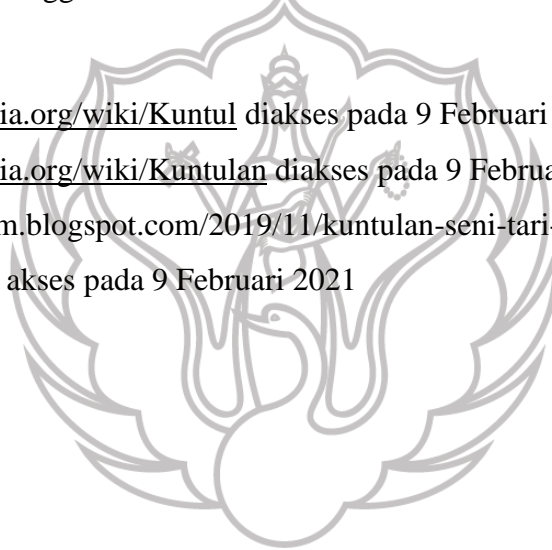 ia.org/wiki/Kuntul diakses pada 9 Februari
ia.org/wiki/Kuntulan diakses pada 9 Februa
m.blogspot.com/2019/11/kuntulan-seni-tari-
akses pada 9 Februari 2021